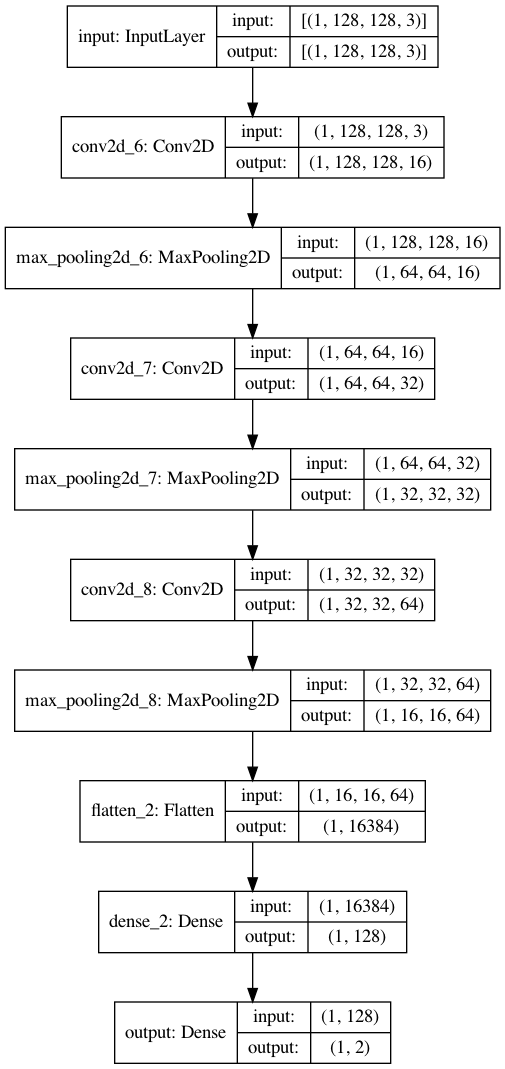 input: InputLayer
input:
[(1, 128, 128, 3)]
output:
[(1, 128, 128, 3)]
conv2d_6: Conv2D
input:
(1, 128, 128, 3)
output:
(1, 128, 128, 16)
max_pooling2d_6: MaxPooling2D
input:
(1, 128, 128, 16)
output:
(1, 64, 64, 16)
conv2d_7: Conv2D
input:
(1, 64, 64, 16)
output:
(1, 64, 64, 32)
max_pooling2d_7: MaxPooling2D
input:
(1, 64, 64, 32)
output:
(1, 32, 32, 32)
conv2d_8: Conv2D
input:
(1, 32, 32, 32)
output:
(1, 32, 32, 64)
max_pooling2d_8: MaxPooling2D
input:
(1, 32, 32, 64)
output:
(1, 16, 16, 64)
flatten_2: Flatten
input:
(1, 16, 16, 64)
output:
(1, 16384)
dense_2: Dense
input:
(1, 16384)
output:
(1, 128)
output: Dense
input:
(1, 128)
output:
(1, 2)